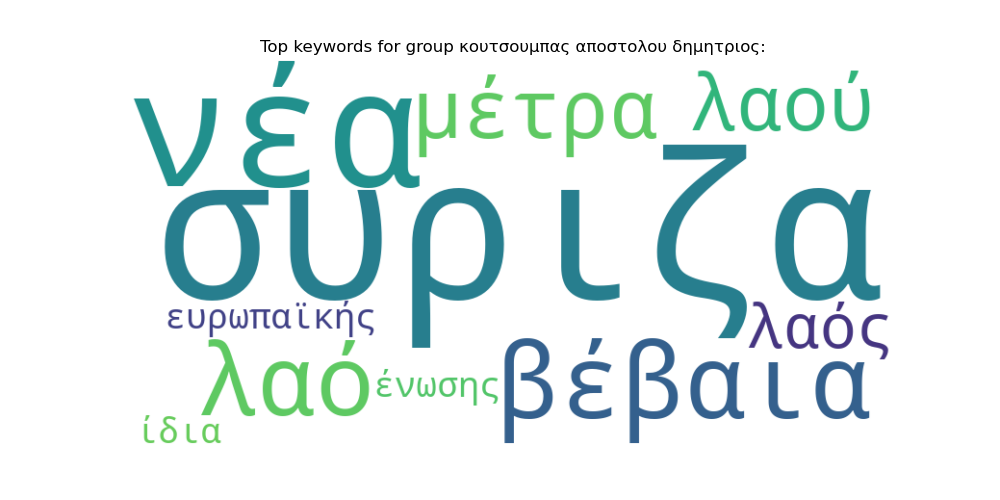 Top keywords for group κουτσουμπας αποστολου δημητριος:
νέα μέτρα λαού
συριζα
ευρωπαϊκής λαός
λαό ένωσης βέβαια
ίδια